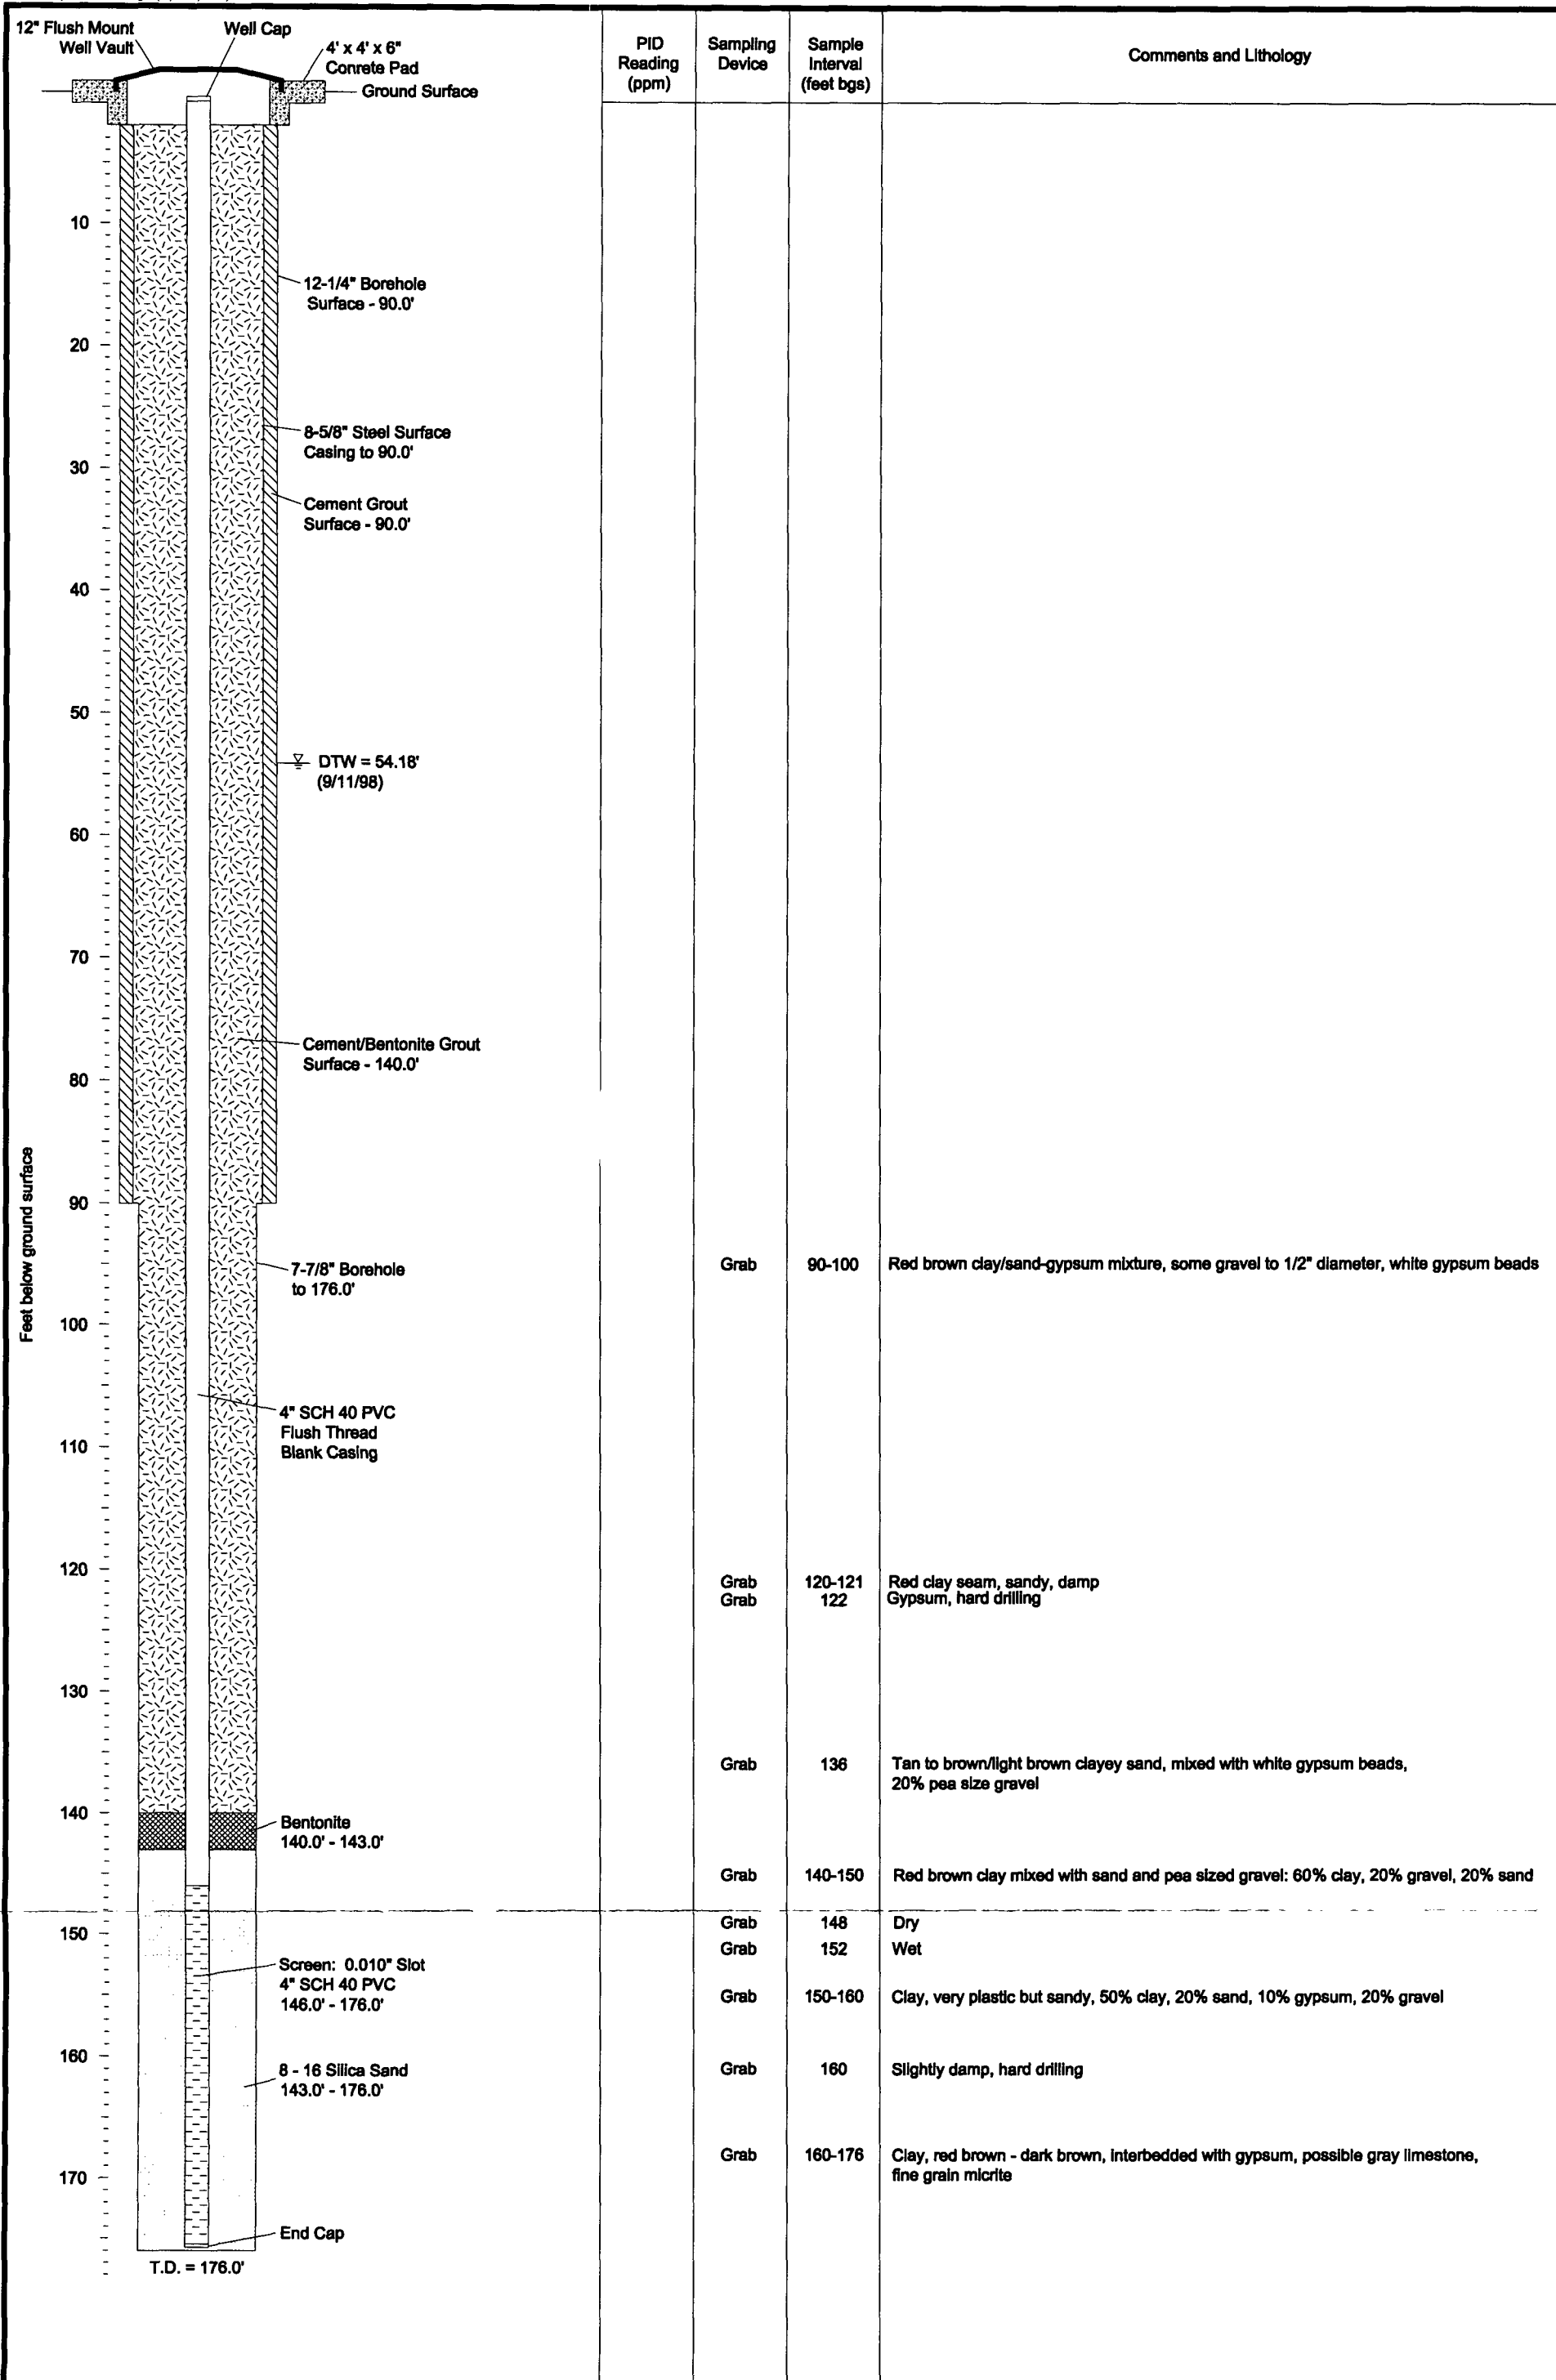 12" Flush Mount
Well Vault
Well Cap
4' x 4' x 6"
Conrete Pad
Ground Surface
PID
Reading
(ppm)
Sampling
Device
Sample
Interval
(feet bgs)
Comments and Lithology
10
12-1/4" Borehole
Surface - 90.0'
20
8-5/8" Steel Surface
Casing to 90.0'
30
Cement Grout
Surface - 90.0'
40
50
DTW = 54.18'
(9/11/98)
60
70
Cement/Bentonite Grout
Surface - 140.0'
80
Feet below ground surface
90
7-7/8" Borehole
to 176.0'
Grab 90-100 Red brown clay/sand-gypsum mixture, some gravel to 1/2" diameter, white gypsum beads
100
4" SCH 40 PVC
Flush Thread
Blank Casing
110
120
Grab 120-121 Red clay seam, sandy, damp
Grab 122 Gypsum, hard drilling
130
Grab 136 Tan to brown/light brown clayey sand, mixed with white gypsum beads,
20% pea size gravel
140
Bentonite
140.0' - 143.0'
Grab 140-150 Red brown clay mixed with sand and pea sized gravel: 60% clay, 20% gravel, 20% sand
Grab 148 Dry
150
Grab 152 Wet
Screen: 0.010" Slot
4" SCH 40 PVC
146.0' - 176.0'
Grab 150-160 Clay, very plastic but sandy, 50% clay, 20% sand, 10% gypsum, 20% gravel
160
8 - 16 Silica Sand
143.0' - 176.0'
Grab 160 Slightly damp, hard drilling
Grab 160-176 Clay, red brown - dark brown, interbedded with gypsum, possible gray limestone,
fine grain micrite
170
End Cap
T.D. = 176.0'